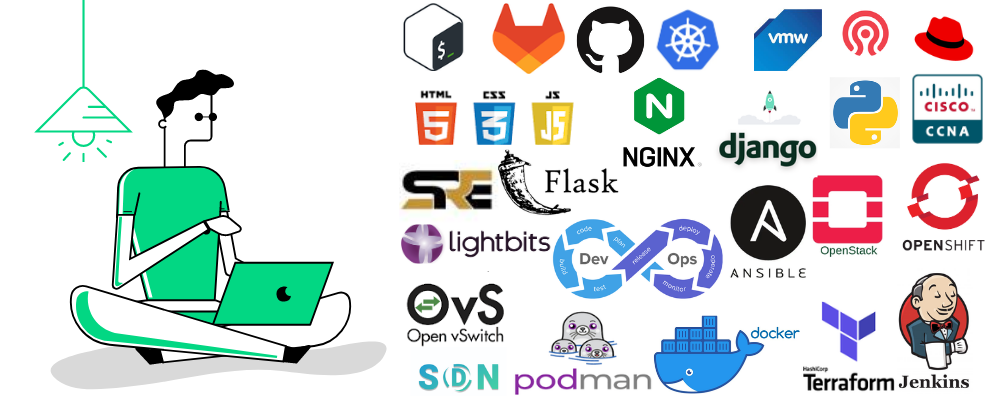 $_
vmw
HTML
CSS
JS
5
3
JS
N
NGINX
django
CISCO
CCNA
SRE
Flask
lightbits
code
plan
build
test
Dev
release
deploy
operate
monitor
Ops
A
ANSIBLE
OpenStack
OPENSHIFT
OvS
Open vSwitch
SDN
podman
docker
HashiCorp
Terraform
Jenkins